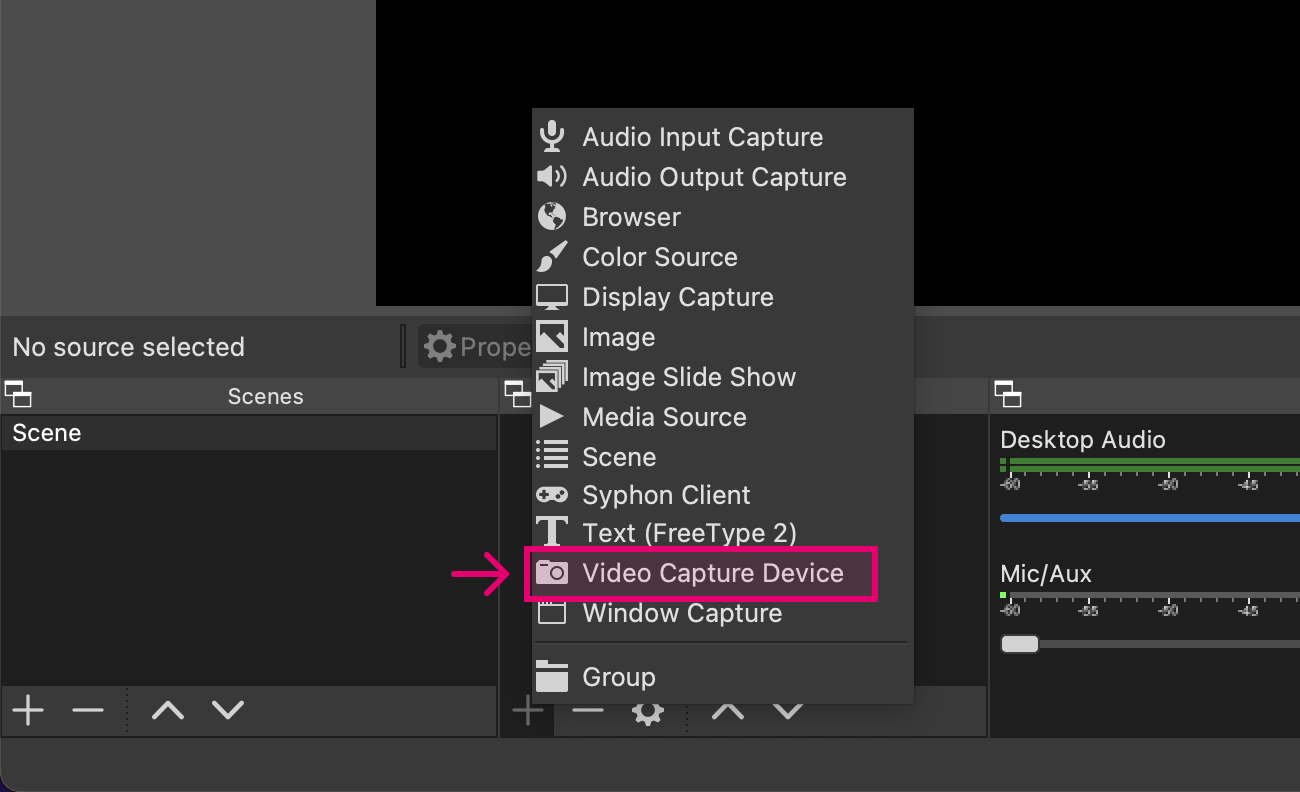 Audio Input Capture
Audio Output Capture
Browser
Color Source
Display Capture
Image
Image Slide Show
Media Source
Scene
Syphon Client
Text (FreeType 2)
Video Capture Device
Window Capture
Group
No source selected
Prope
Scenes
Scene
Desktop Audio
-60 -55 -50 -45
Mic/Aux
-60 -55 -50 -45